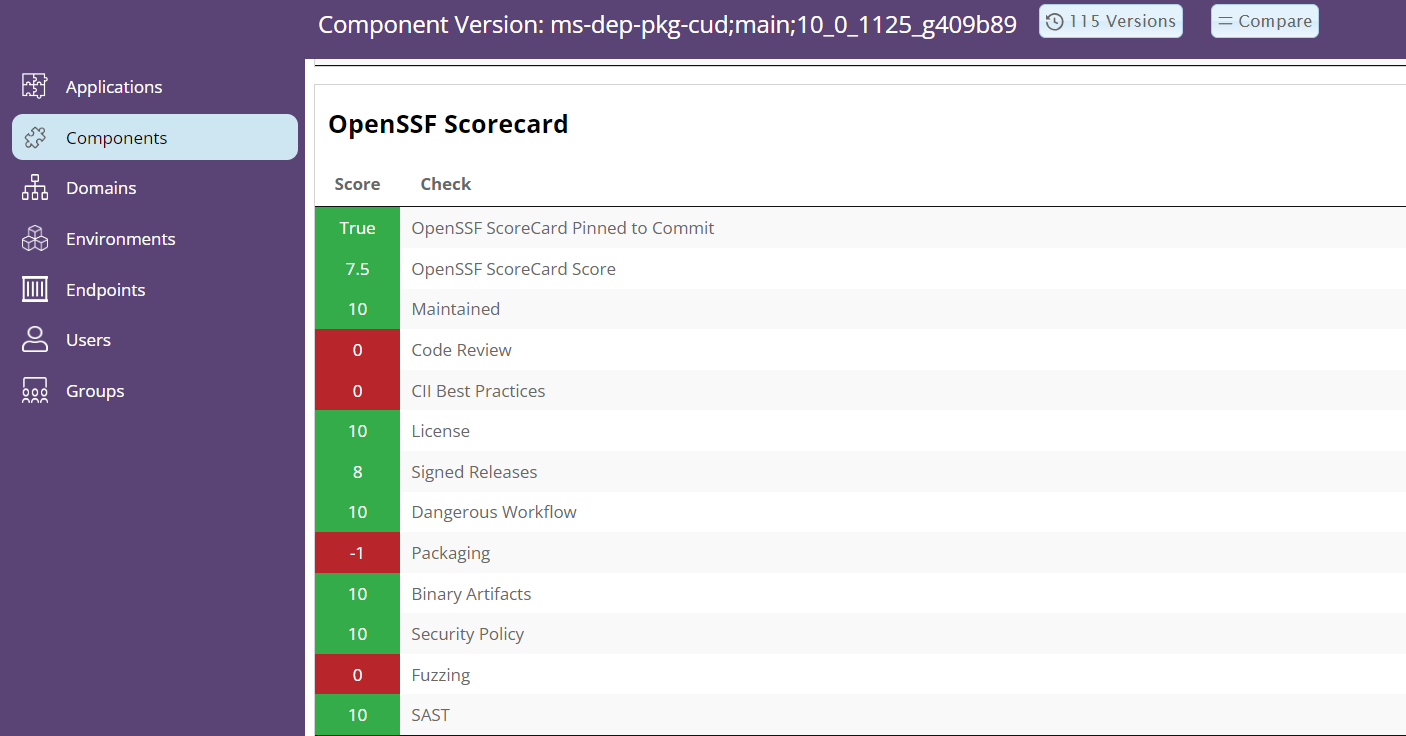 Component Version: ms-dep-pkg-cud;main;10_0_1125_g409b89 115 Versions Compare
Applications
Components
Domains
Environments
Endpoints
Users
Groups
OpenSSF Scorecard
Score Check
True OpenSSF ScoreCard Pinned to Commit
7.5 OpenSSF ScoreCard Score
10 Maintained
0 Code Review
0 CII Best Practices
10 License
8 Signed Releases
10 Dangerous Workflow
-1 Packaging
10 Binary Artifacts
10 Security Policy
0 Fuzzing
10 SAST